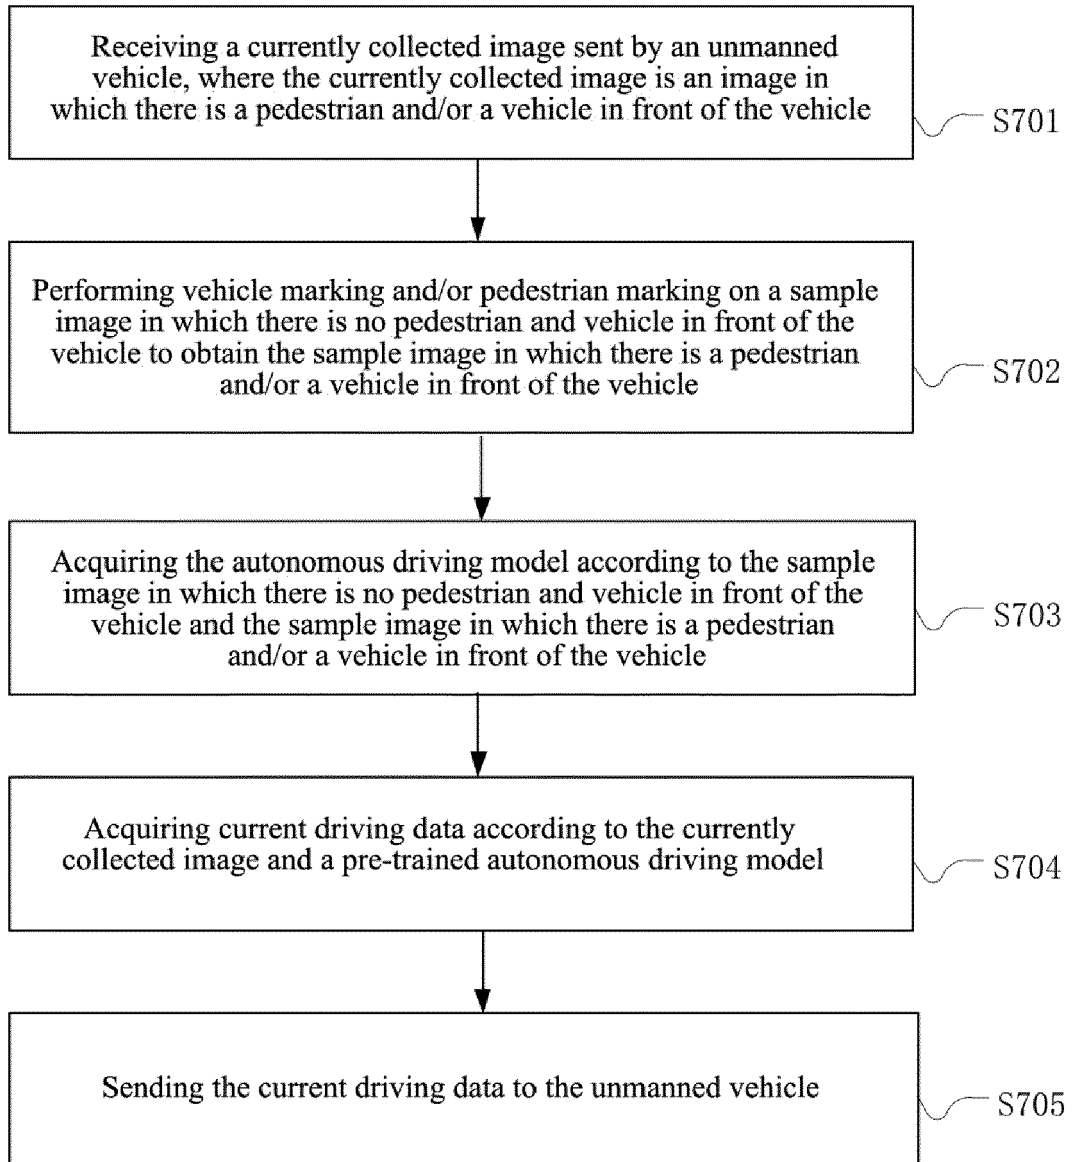 Receiving a currently collected image sent by an unmanned
vehicle, where the currently collected image is an image in
which there is a pedestrian and/or a vehicle in front of the vehicle
S701
Performing vehicle marking and/or pedestrian marking on a sample
image in which there is no pedestrian and vehicle in front of the
vehicle to obtain the sample image in which there is a pedestrian
and/or a vehicle in front of the vehicle
S702
Acquiring the autonomous driving model according to the sample
image in which there is no pedestrian and vehicle in front of the
vehicle and the sample image in which there is a pedestrian
and/or a vehicle in front of the vehicle
S703
Acquiring current driving data according to the currently
collected image and a pre-trained autonomous driving model
S704
Sending the current driving data to the unmanned vehicle
S705